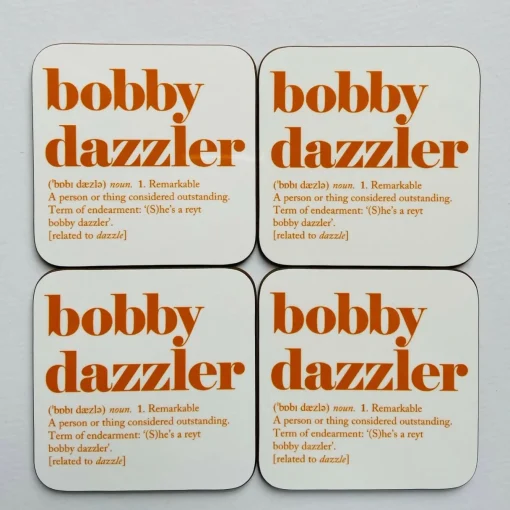 bobby
dazzler
('bɒbɪ dæzlə) noun. 1. Remarkable
A person or thing considered outstanding.
Term of endearment: '(S)he's a reyt
bobby dazzler'.
[related to dazzle]
bobby
dazzler
('bɒbɪ dæzlə) noun. 1. Remarkable
A person or thing considered outstanding.
Term of endearment: '(S)he's a reyt
bobby dazzler'.
[related to dazzle]
bobby
dazzler
('bɒbɪ dæzlə) noun. 1. Remarkable
A person or thing considered outstanding.
Term of endearment: '(S)he's a reyt
bobby dazzler'.
[related to dazzle]
bobby
dazzler
('bɒbɪ dæzlə) noun. 1. Remarkable
A person or thing considered outstanding.
Term of endearment: '(S)he's a reyt
bobby dazzler'.
[related to dazzle]